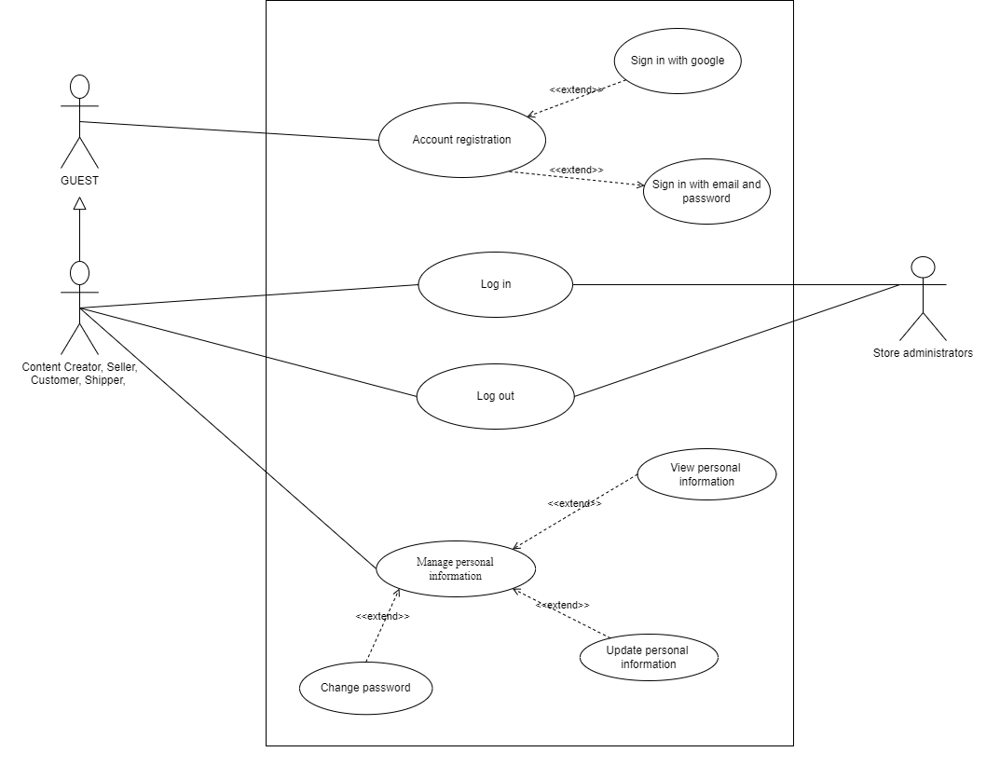 Sign in with google
<<extend>>
Account registration
<<extend>>
GUEST
Sign in with email and
password
Log in
Store administrators
Content Creator, Seller,
Customer, Shipper,
Log out
View personal
information
<<extend>>
Manage personal
information
<<extend>>
<<extend>>
Update personal
information
Change password